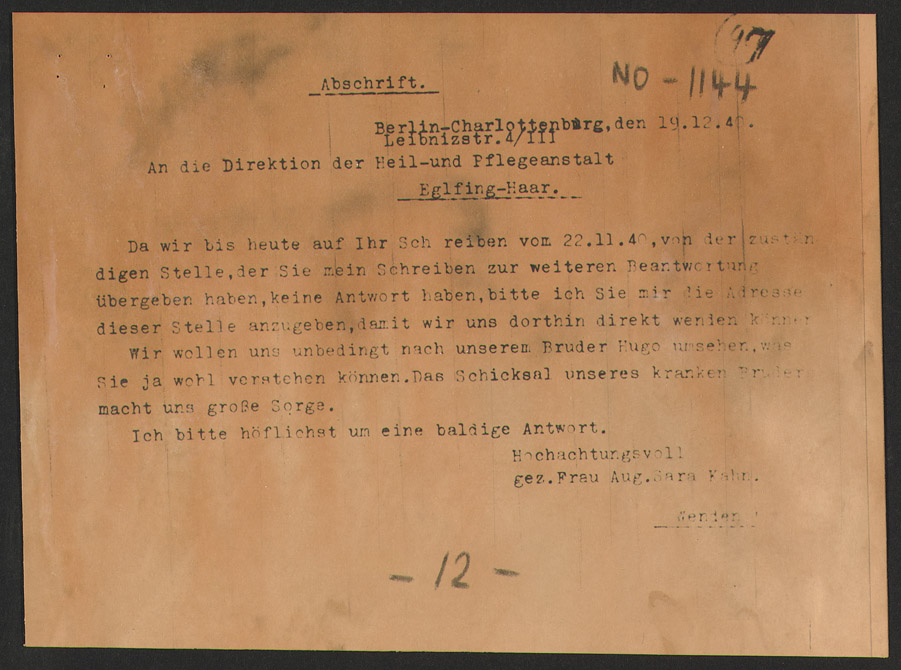 97
NO - 1144
Abschrift.
Berlin-Charlottenburg, den 19.12.40.
Leibnizstr. 4/III
An die Direktion der Heil-und Pflegeanstalt
Eglfing-Haar.
Da wir bis heute auf Ihr Sch reiben vom 22.11.40, von der zustän
digen Stelle, der Sie mein Schreiben zur weiteren Beantwortung
übergeben haben, keine Antwort haben, bitte ich Sie mir die Adresse
dieser Stelle anzugeben, damit wir uns dorthin direkt wenden können
Wir wollen uns unbedingt nach unserem Bruder Hugo umsehen, was
Sie ja wohl verstehen können. Das Schicksal unseres kranken Bruders
macht uns große Sorge.
Ich bitte höflichst um eine baldige Antwort.
Hochachtungsvoll
gez. Frau Aug. Sara Kahn.
Wenden
- 12 -